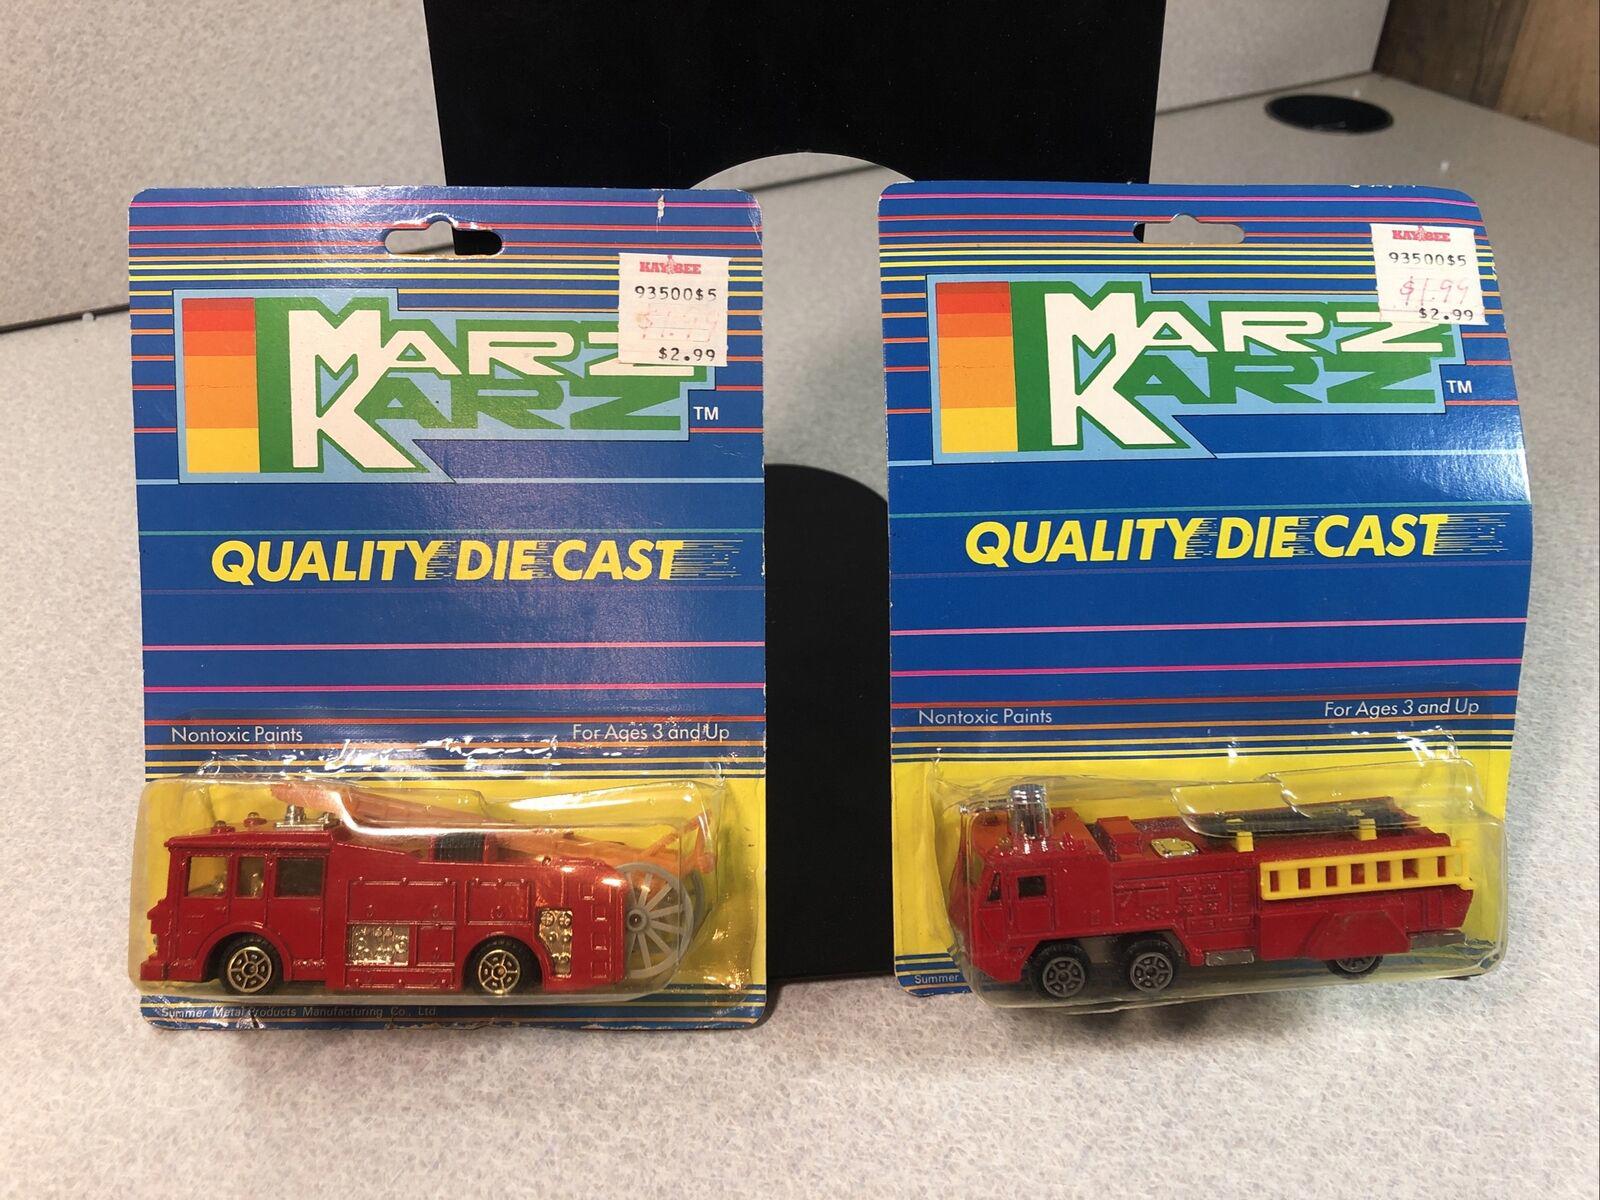 KAY BEE
93500$5
$1.99
$2.99
MARZ
KARZ
TM
QUALITY DIE CAST
Nontoxic Paints
For Ages 3 and Up
Summer Metal Products Manufacturing Co., Ltd.
KAY BEE
93500$5
$1.99
$2.99
MARZ
KARZ
TM
QUALITY DIE CAST
Nontoxic Paints
For Ages 3 and Up
Summer